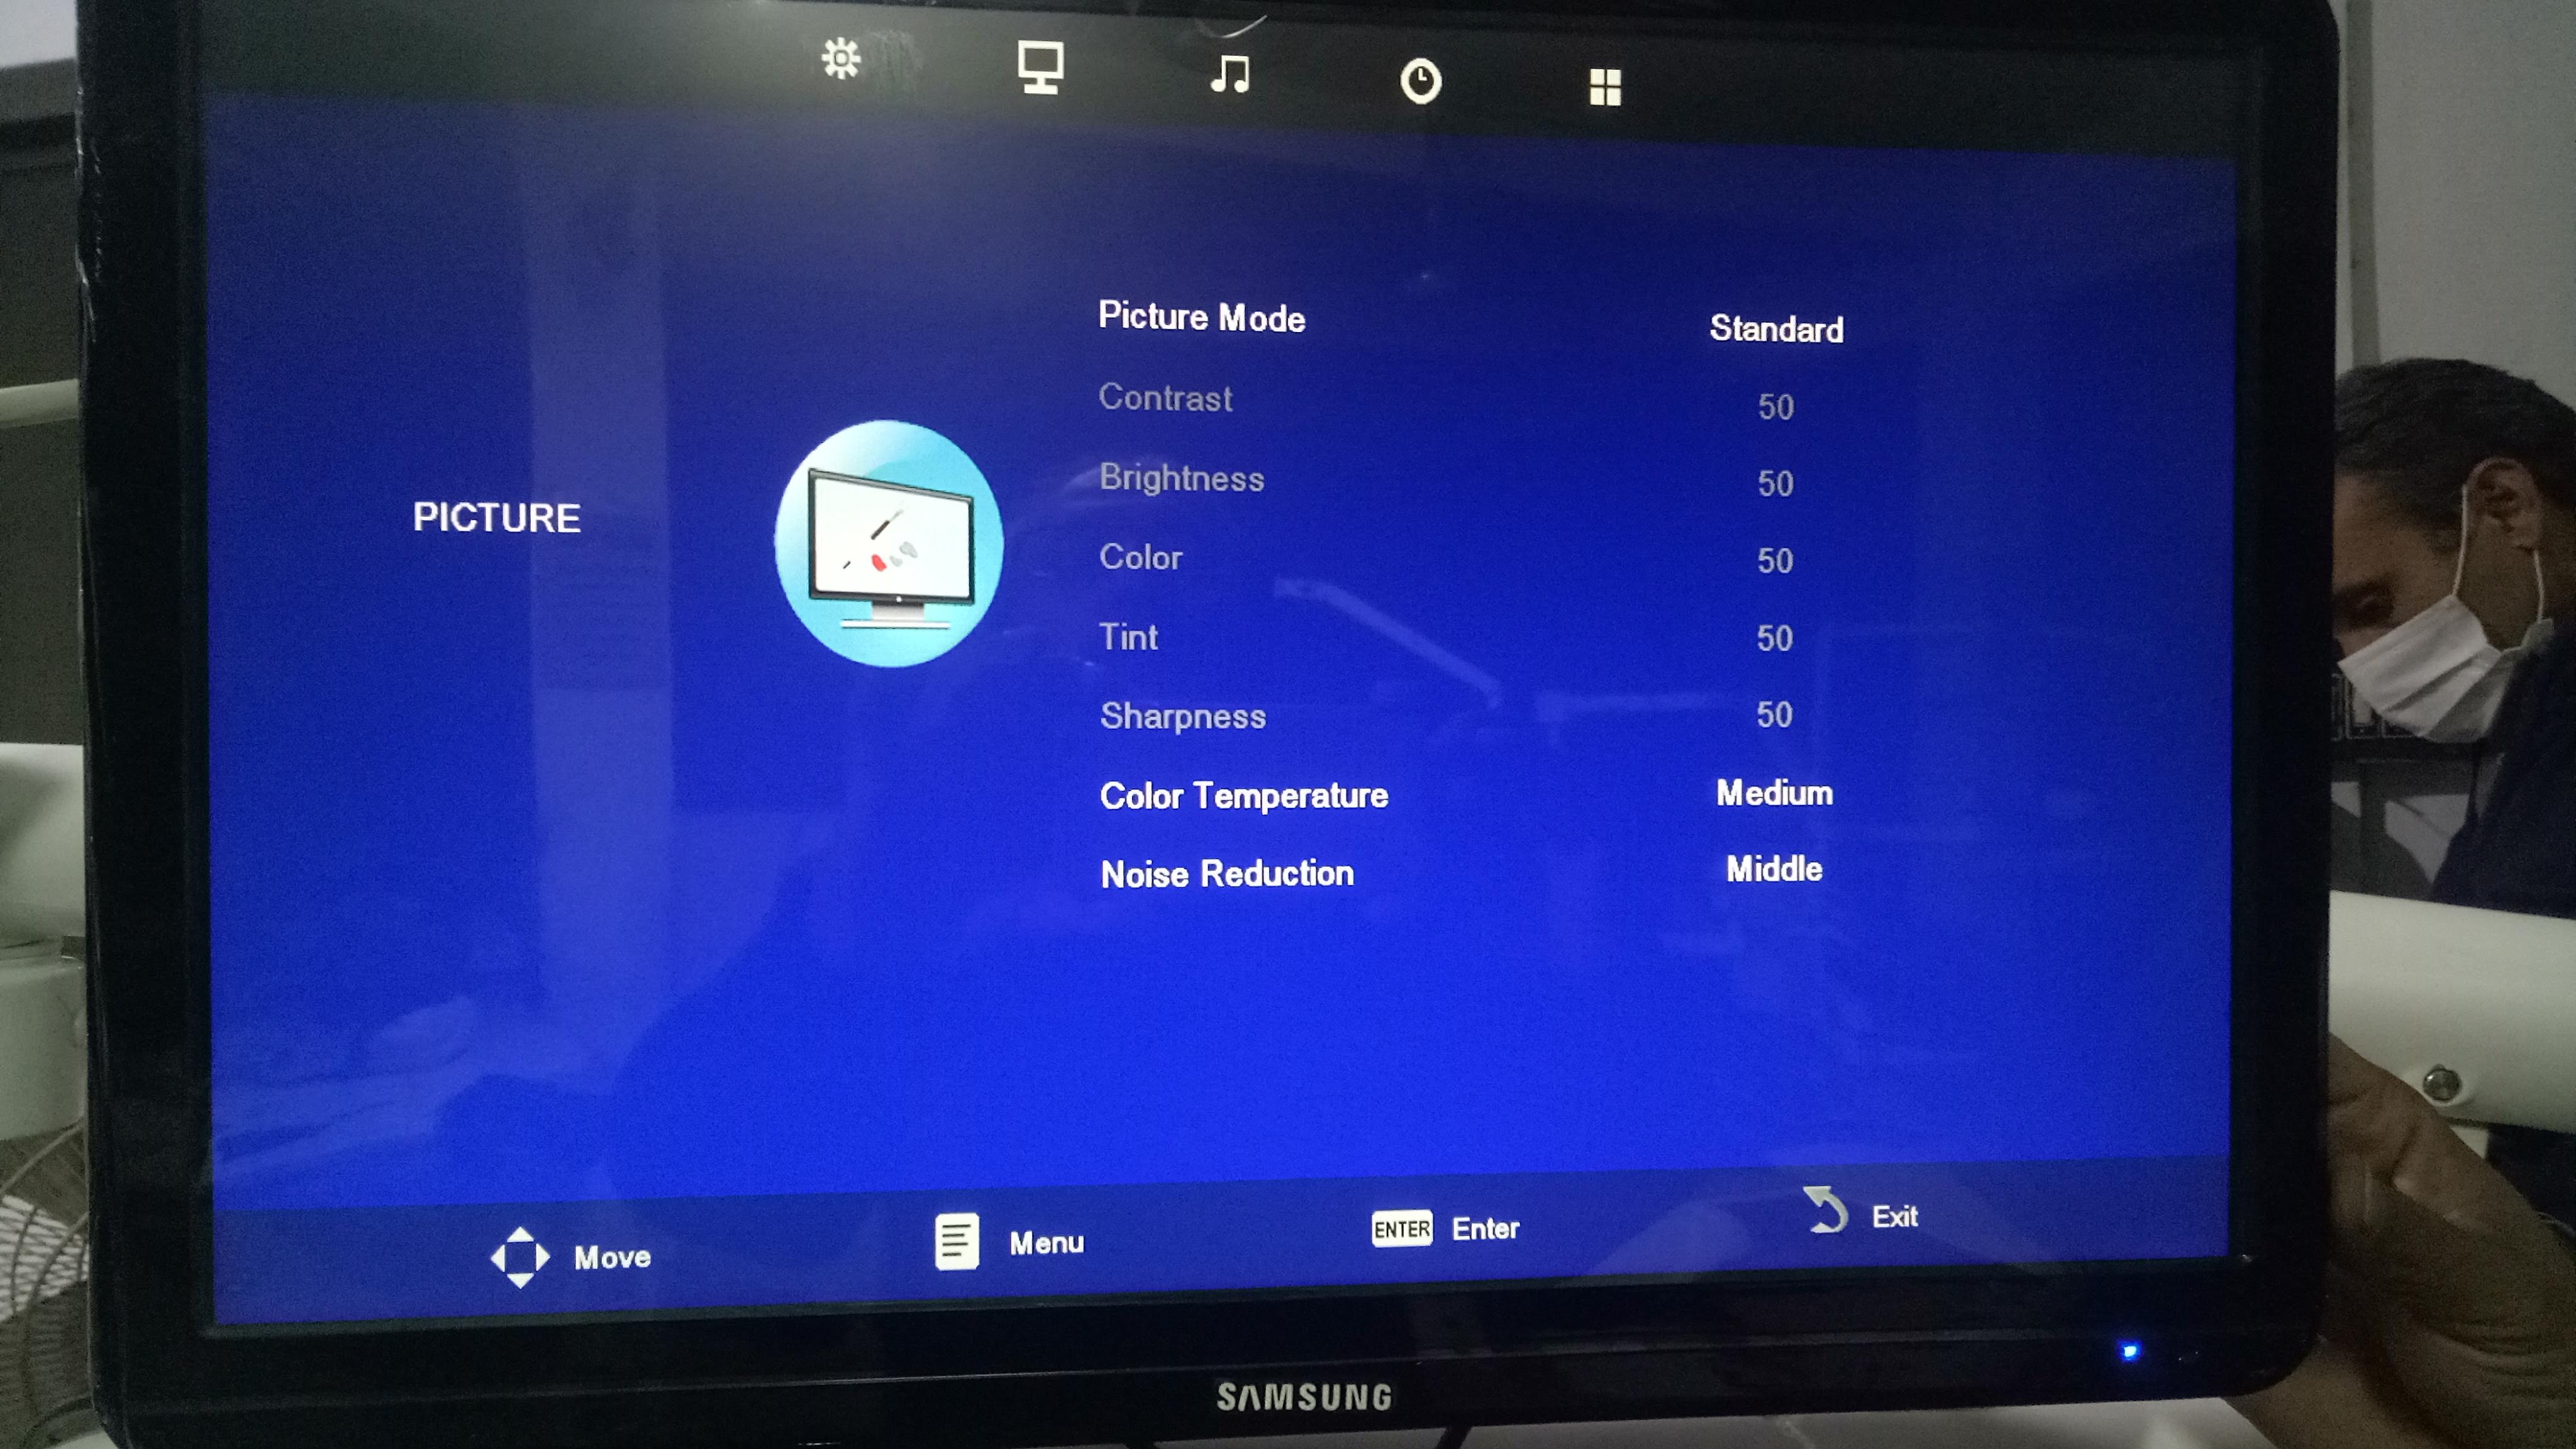 Picture Mode Standard
Contrast 50
Brightness 50
PICTURE
Color 50
Tint 50
Sharpness 50
Color Temperature Medium
Noise Reduction Middle
Move Menu ENTER Enter Exit
SAMSUNG